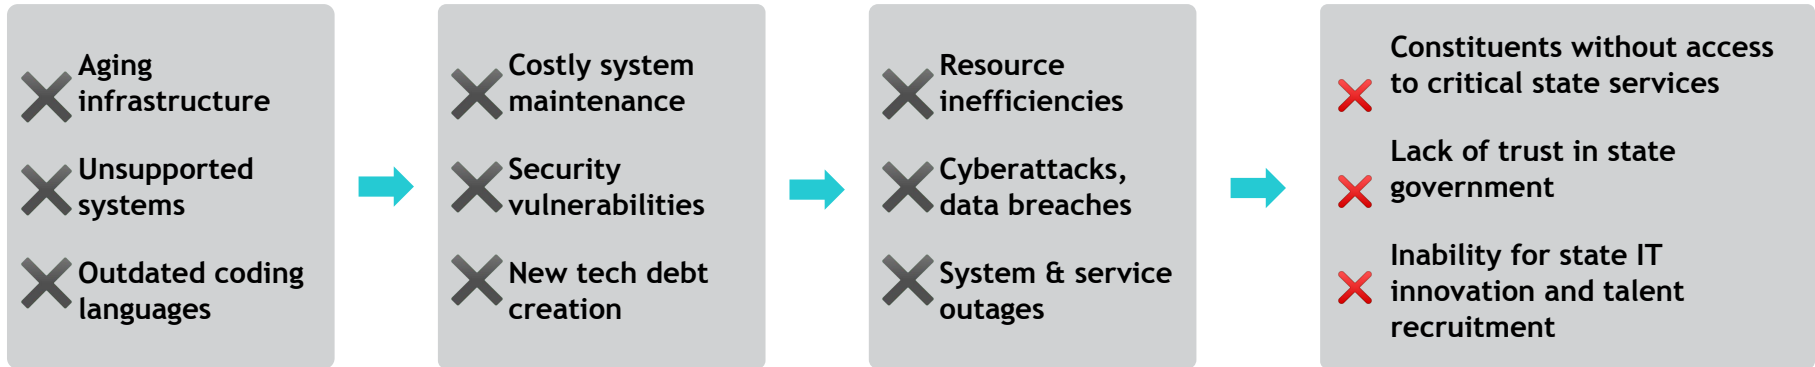 Aging
infrastructure
Unsupported
systems
Outdated coding
languages
Costly system
maintenance
Security
vulnerabilities
New tech debt
creation
Resource
inefficiencies
Cyberattacks,
data breaches
System & service
outages
Constituents without access
to critical state services
Lack of trust in state
government
Inability for state IT
innovation and talent
recruitment